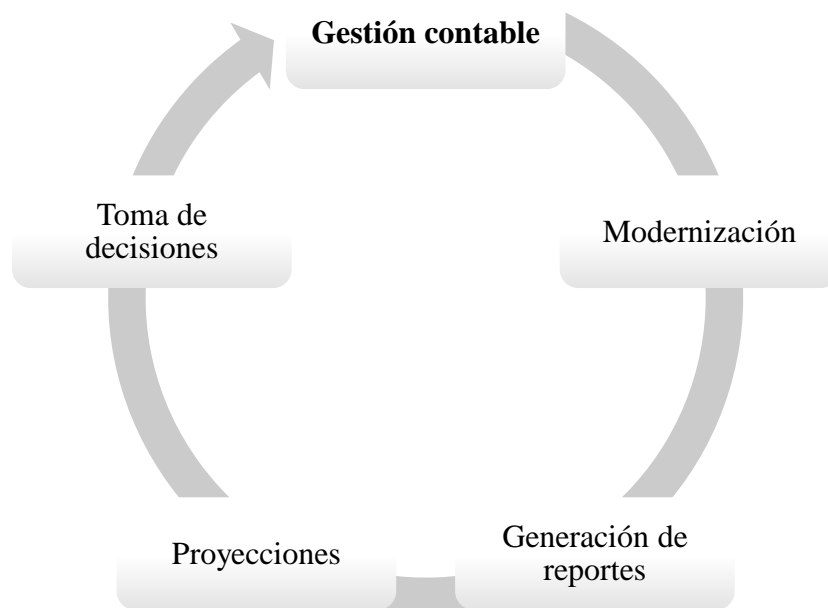 Gestión contable
Modernización
Generación de
reportes
Proyecciones
Toma de
decisiones